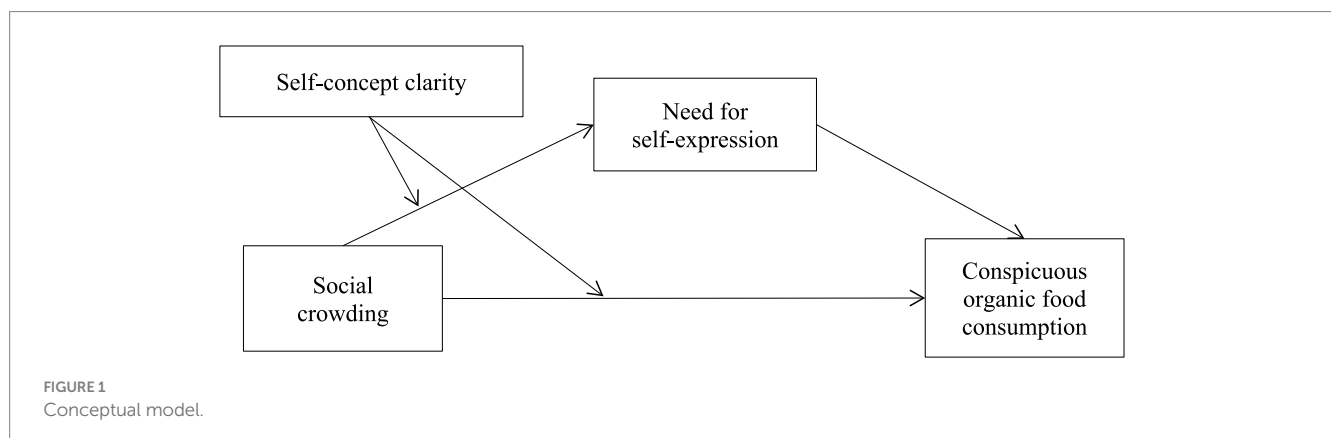 Self-concept clarity
Need for
self-expression
Social
crowding
Conspicuous
organic food
consumption
FIGURE 1
Conceptual model.